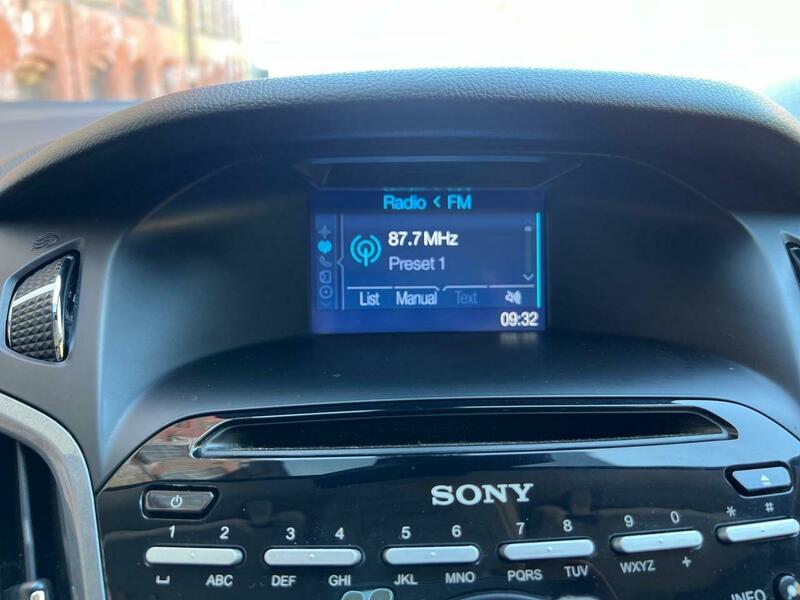 Radio < FM
87.7 MHz
Preset 1
List Manual Text
09:32
SONY
1 2 3 4 5 6 7 8 9 0 * #
ABC DEF GHI JKL MNO PQRS TUV WXYZ +
INFO